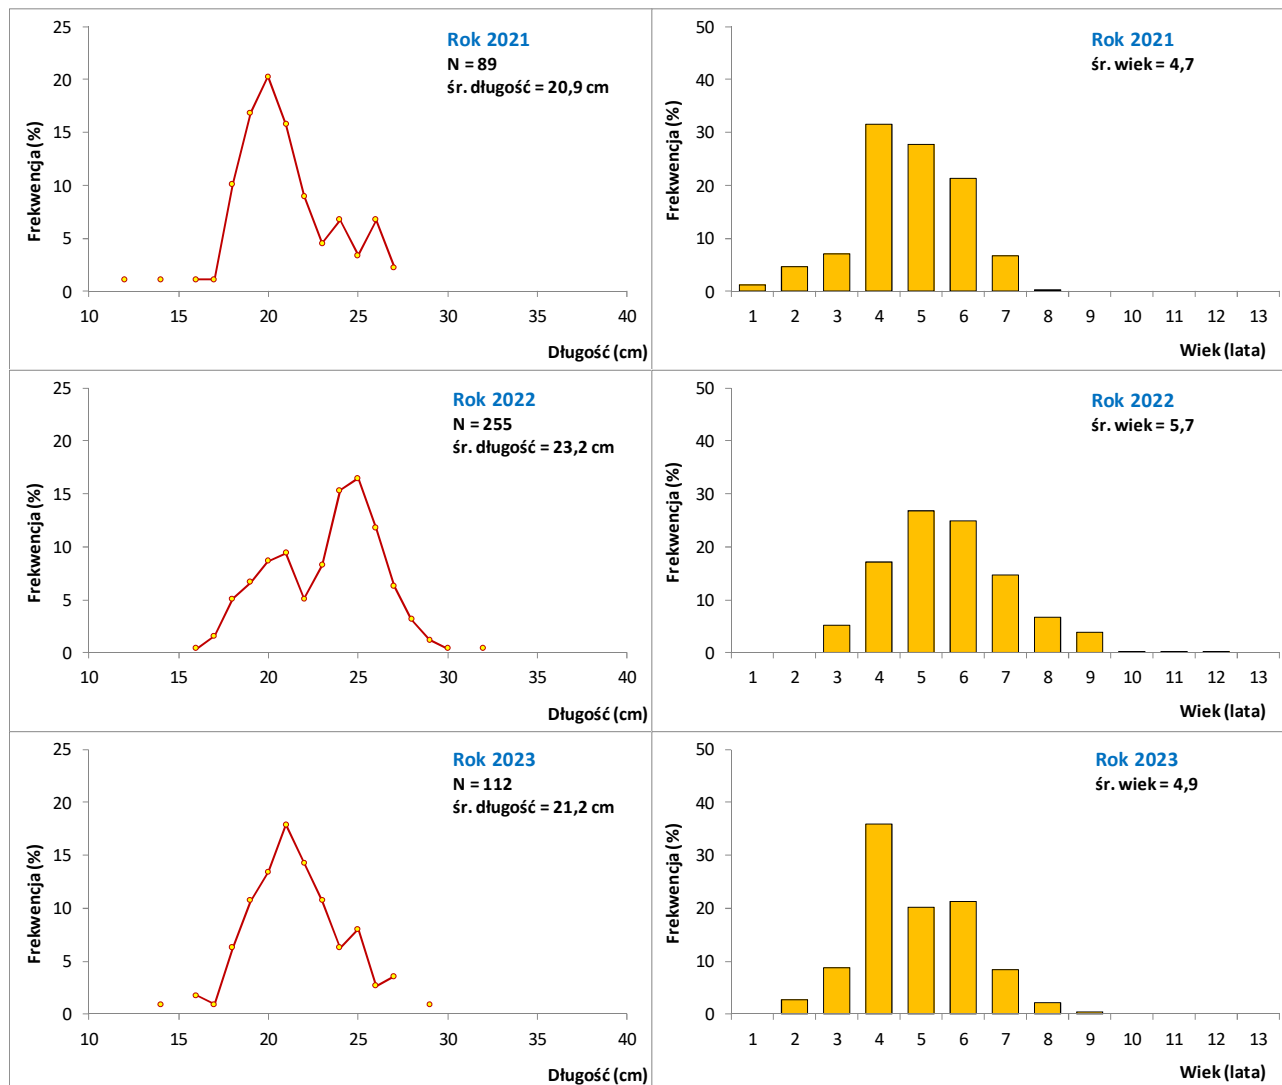 Rok 2021
N = 89
śr. długość = 20,9 cm
Frekwencja (%)
25
20
15
10
5
0
10 15 20 25 30 35 40
Długość (cm)
Rok 2021
śr. wiek = 4,7
Frekwencja (%)
50
40
30
20
10
0
1 2 3 4 5 6 7 8 9 10 11 12 13
Wiek (lata)
Rok 2022
N = 255
śr. długość = 23,2 cm
Frekwencja (%)
25
20
15
10
5
0
10 15 20 25 30 35 40
Długość (cm)
Rok 2022
śr. wiek = 5,7
Frekwencja (%)
50
40
30
20
10
0
1 2 3 4 5 6 7 8 9 10 11 12 13
Wiek (lata)
Rok 2023
N = 112
śr. długość = 21,2 cm
Frekwencja (%)
25
20
15
10
5
0
10 15 20 25 30 35 40
Długość (cm)
Rok 2023
śr. wiek = 4,9
Frekwencja (%)
50
40
30
20
10
0
1 2 3 4 5 6 7 8 9 10 11 12 13
Wiek (lata)